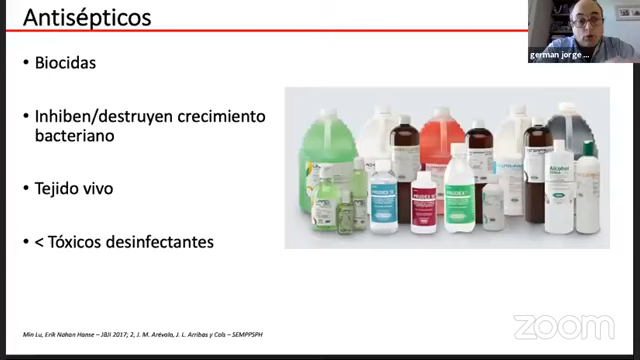 Antisépticos
german jorge ...
• Biocidas
• Inhiben/destruyen crecimiento
bacteriano
• Tejido vivo
• < Tóxicos desinfectantes
Alcohol
Min Lu, Erik Nahan Hanse – JBJI 2017; 2, J. M. Arévalo, J. L. Arribas y Cols – SEMPPSPH
zoom